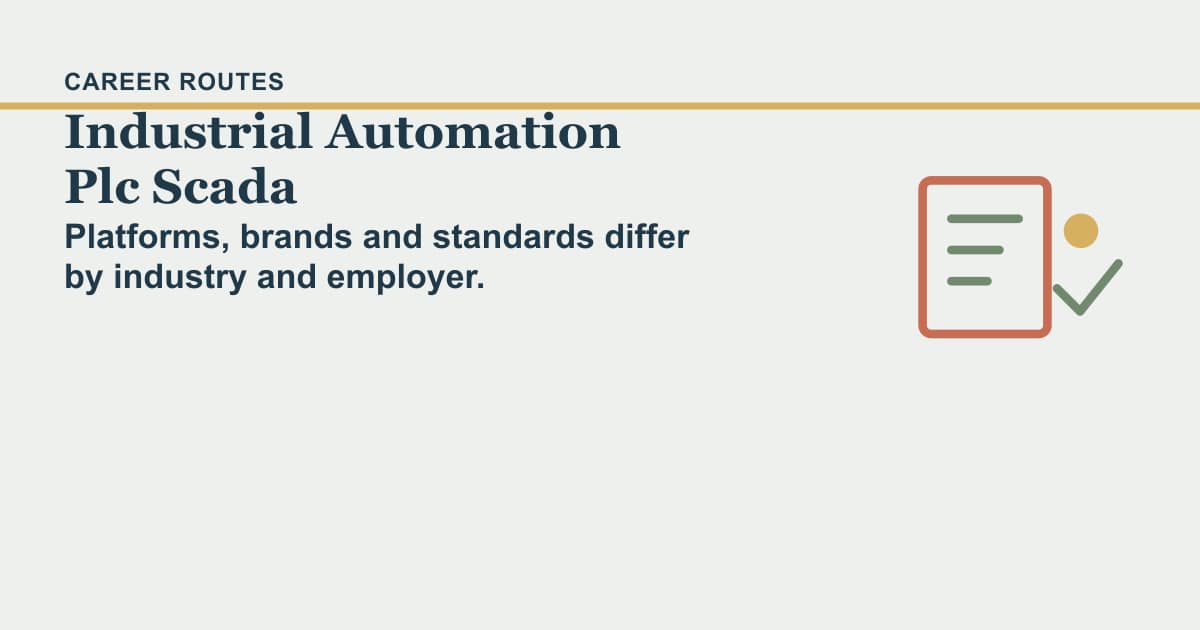 CAREER ROUTES
Industrial Automation
Plc Scada
Platforms, brands and standards differ
by industry and employer.